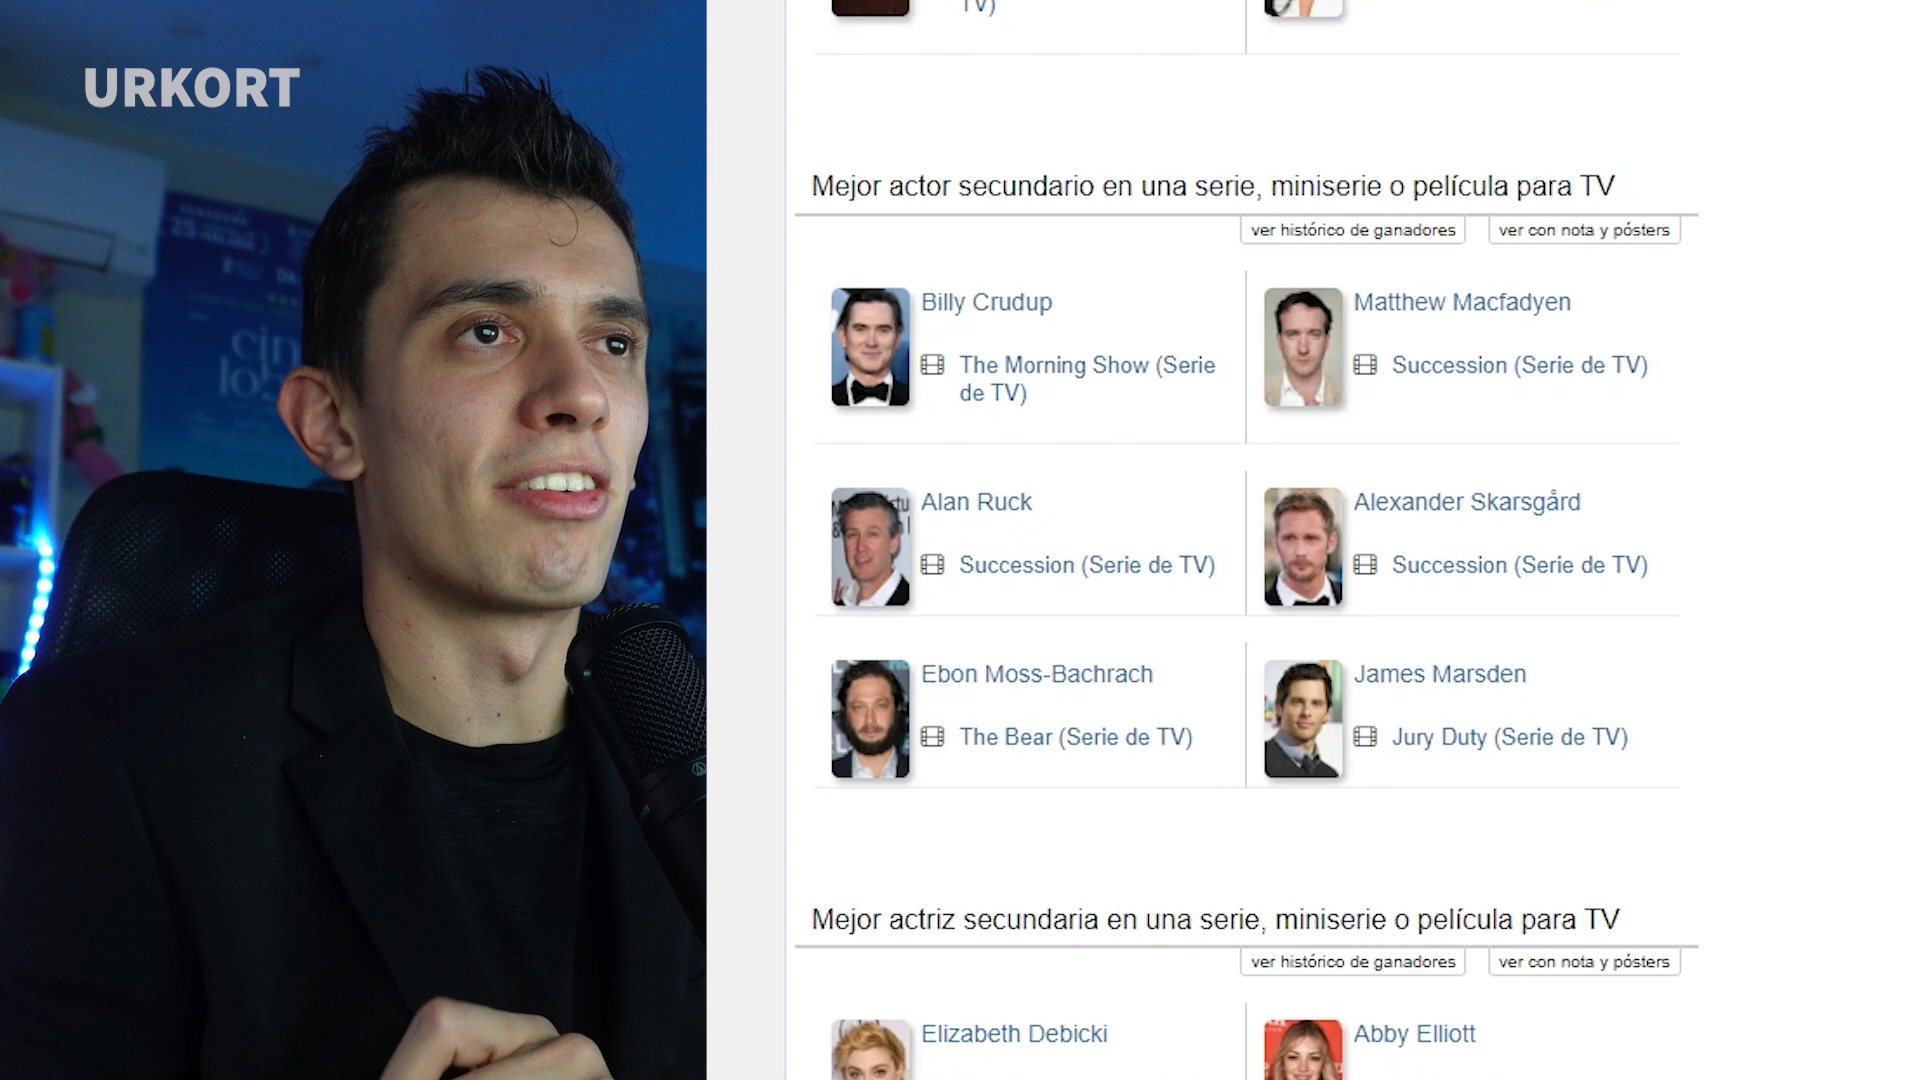 URKORT
TV)
Mejor actor secundario en una serie, miniserie o película para TV
ver histórico de ganadores
ver con nota y pósters
Billy Crudup
The Morning Show (Serie
de TV)
Matthew Macfadyen
Succession (Serie de TV)
Alan Ruck
Succession (Serie de TV)
Alexander Skarsgård
Succession (Serie de TV)
Ebon Moss-Bachrach
The Bear (Serie de TV)
James Marsden
Jury Duty (Serie de TV)
Mejor actriz secundaria en una serie, miniserie o película para TV
ver histórico de ganadores
ver con nota y pósters
Elizabeth Debicki
Abby Elliott